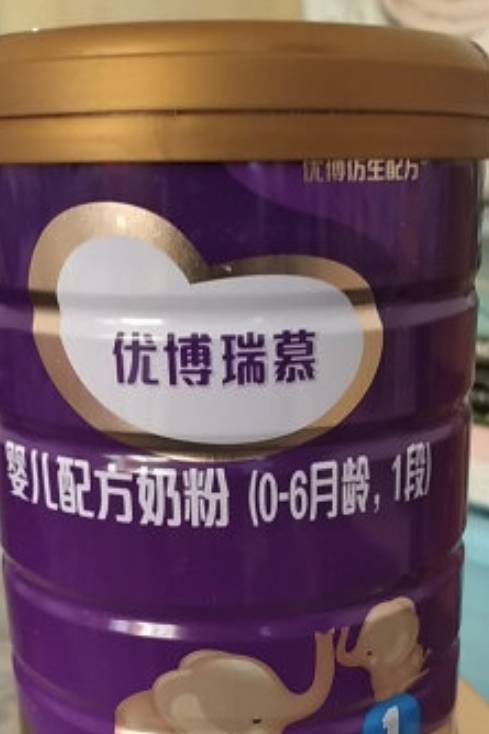 优博仿生配方
优博瑞慕
婴儿配方奶粉 (0-6月龄, 1段)
1